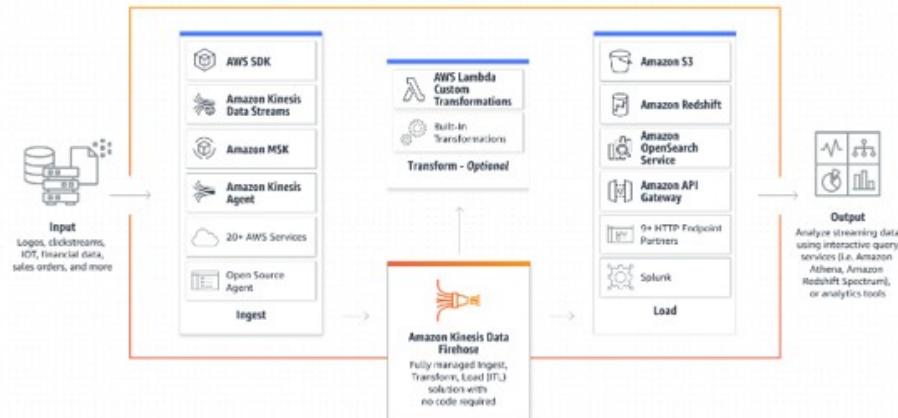 Input
Logos, clickstreams,
IOT, financial data,
sales orders, and more
AWS SDK
Amazon Kinesis
Data Streams
Amazon MSK
Amazon Kinesis
Agent
20+ AWS Services
Open Source
Agent
Ingest
AWS Lambda
Custom
Transformations
Built-In
Transformations
Transform - Optional
Amazon Kinesis Data
Firehose
Fully managed Ingest,
Transform, Load (ITL)
solution with
no code required
Amazon S3
Amazon Redshift
Amazon
OpenSearch
Service
Amazon API
Gateway
9+ HTTP Endpoint
Partners
Splunk
Load
Output
Analyze streaming data
using interactive query
services (i.e. Amazon
Athena, Amazon
Redshift Spectrum),
or analytics tools